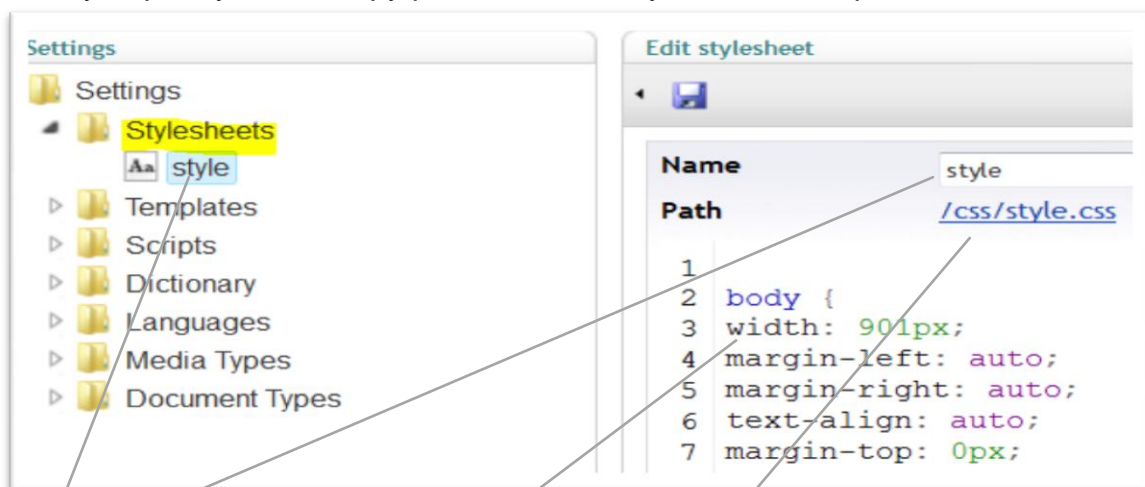 Settings
Settings
Stylesheets
Aa style
Templates
Scripts
Dictionary
Languages
Media Types
Document Types
Edit stylesheet
Name style
Path /css/style.css
1
2 body {
3 width: 901px;
4 margin-left: auto;
5 margin-right: auto;
6 text-align: auto;
7 margin-top: 0px;